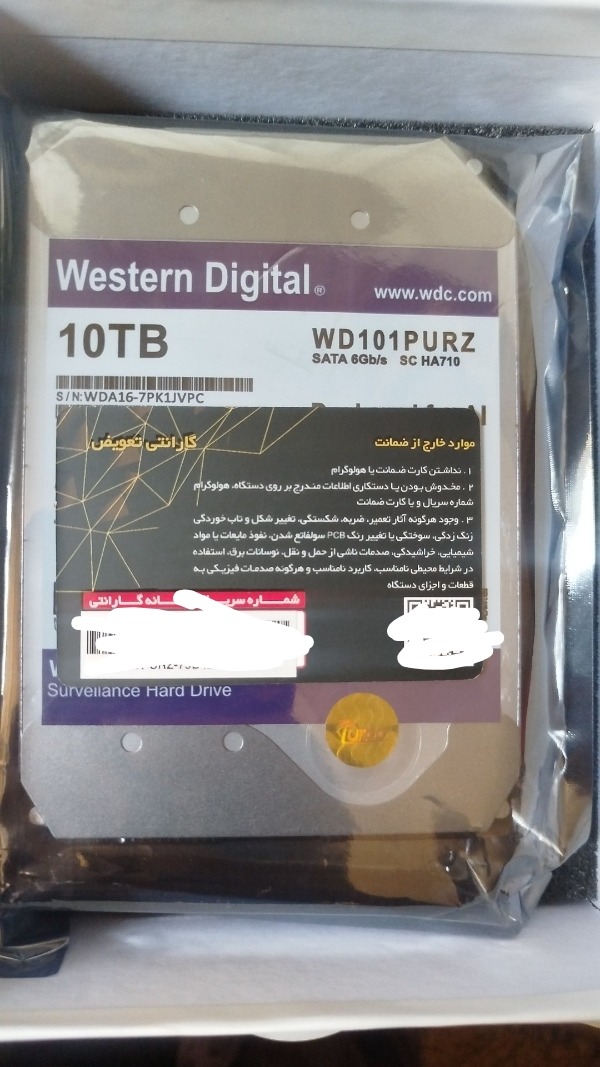 Western Digital®
www.wdc.com
10TB
WD101PURZ
SATA 6Gb/s SC HA710
S/N:WDA16-7PK1JVPC
گارانتی تعویض
موارد خارج از ضمانت
۱ . نداشتن کارت ضمانت یا هولوگرام
۲ . مخدوش بودن یا دستکاری اطلاعات مندرج بر روی دستگاه، هولوگرام
شماره سریال و یا کارت ضمانت
۳ . وجود هرگونه آثار تعمیر، ضربه، شکستگی، تغییر شکل و تاب خوردگی
زنگ زدگی، سوختگی یا تغییر رنگ PCB سولفاته شدن، نفوذ مایعات یا مواد
شیمیایی، خراشیدگی، صدمات ناشی از حمل و نقل، نوسانات برق، استفاده
در شرایط محیطی نامناسب، کاربرد نامناسب و هرگونه صدمات فیزیکی به
قطعات و اجزای دستگاه
شماره گارانتی
Surveillance Hard Drive